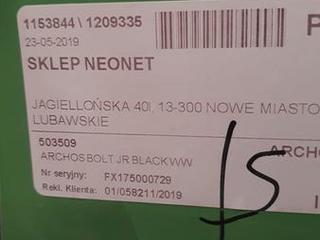 1153844 \ 1209335
23-05-2019
SKLEP NEONET
JAGIELLOŃSKA 40I, 13-300 NOWE MIASTO
LUBAWSKIE
503509
ARCHOS BOLT JR BLACK WW
ARCHO
Nr seryjny: FX175000729
Rekl. Klienta: 01/058211/2019